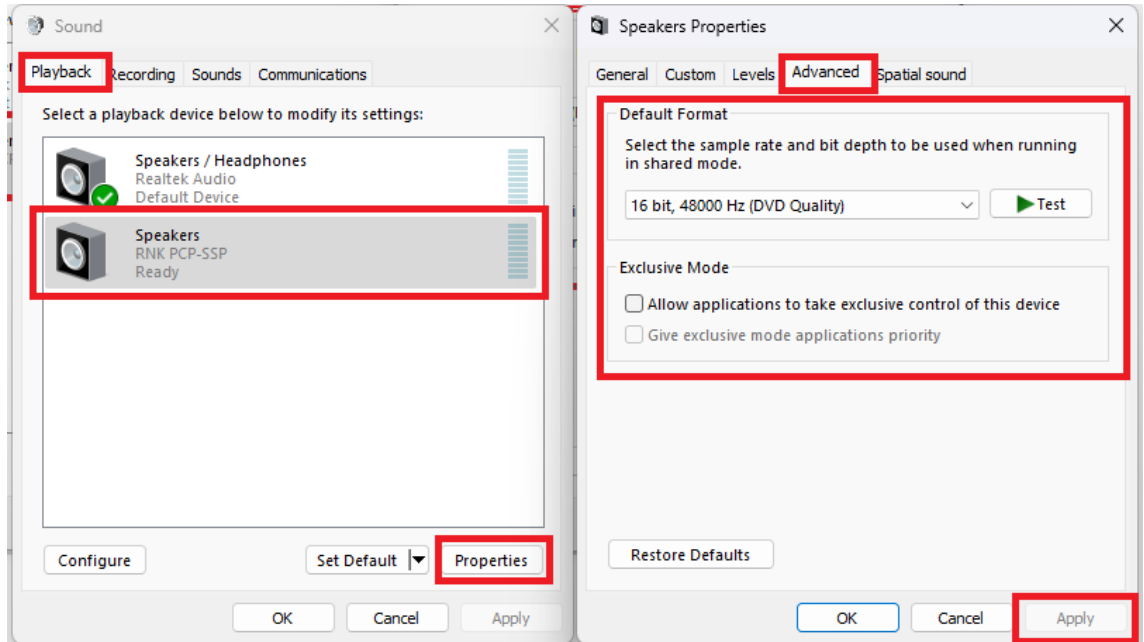 Sound
Playback
Recording
Sounds
Communications
Select a playback device below to modify its settings:
Speakers / Headphones
Realtek Audio
Default Device
Speakers
RNK PCP-SSP
Ready
Configure
Set Default
Properties
OK
Cancel
Apply
Speakers Properties
General
Custom
Levels
Advanced
Spatial sound
Default Format
Select the sample rate and bit depth to be used when running
in shared mode.
16 bit, 48000 Hz (DVD Quality)
Test
Exclusive Mode
Allow applications to take exclusive control of this device
Give exclusive mode applications priority
Restore Defaults
OK
Cancel
Apply